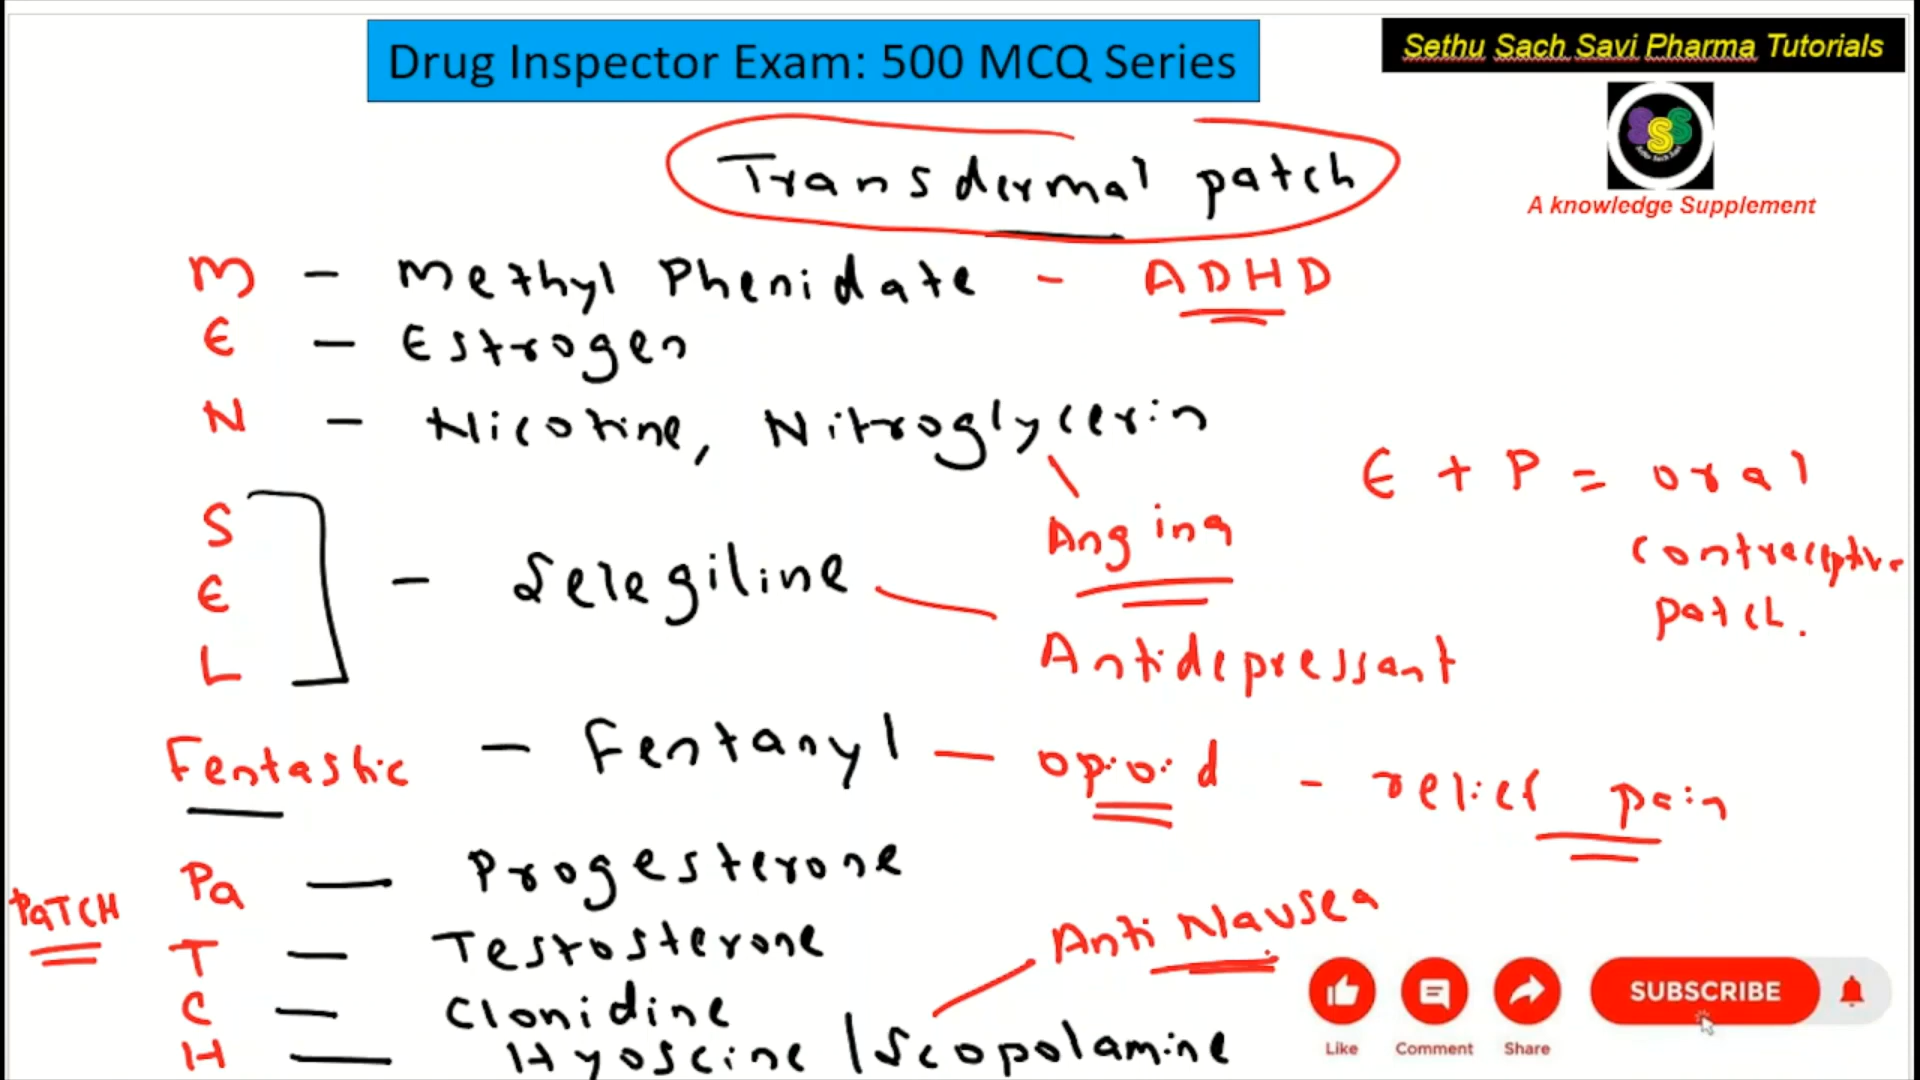 Drug Inspector Exam: 500 MCQ Series
Sethu Sach Savi Pharma Tutorials
SSS
A knowledge Supplement
Transdermal patch
M - Methyl Phenidate - ADHD
E - Estrogen
N - Nicotine, Nitroglycerin
Angina
E + P = oral
contraceptive
patch.
S
E
L
- Selegiline
Antidepressant
Fentastic - Fentanyl - opioid - relief pain
PATCH
Pa - Progesterone
T - Testosterone
C - Clonidine
H - Hyoscine / Scopolamine
Anti Nausea
Like
Comment
Share
SUBSCRIBE